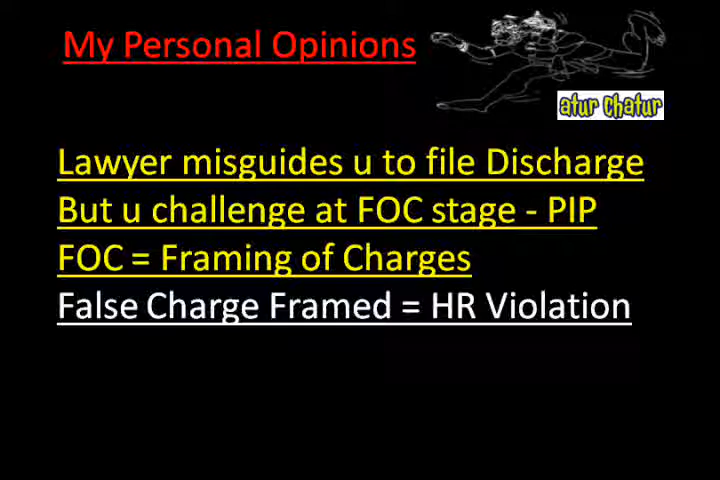 My Personal Opinions
atur chatur
Lawyer misguides u to file Discharge
But u challenge at FOC stage - PIP
FOC = Framing of Charges
False Charge Framed = HR Violation